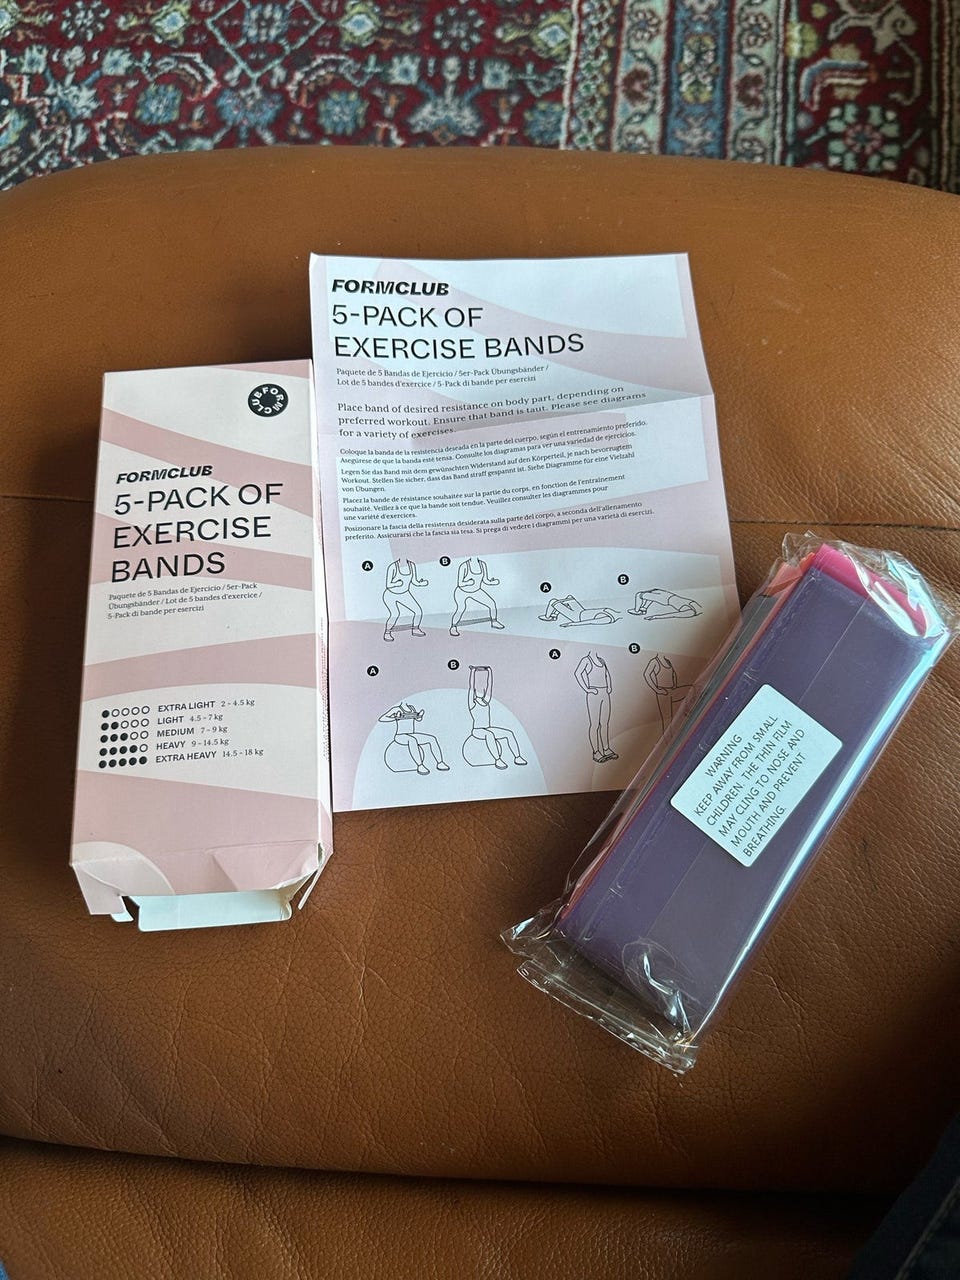 CLUBFORM
FORMCLUB
5-PACK OF
EXERCISE
BANDS
Paquete de 5 Bandas de Ejercicio / 5er-Pack
Übungsbänder / Lot de 5 bandes d'exercice /
5-Pack di bande per esercizi
EXTRA LIGHT 2 - 4.5 kg
LIGHT 4.5 - 7 kg
MEDIUM 7 - 9 kg
HEAVY 9 - 14.5 kg
EXTRA HEAVY 14.5 - 18 kg
FORMCLUB
5-PACK OF
EXERCISE BANDS
Paquete de 5 Bandas de Ejercicio / 5er-Pack Übungsbänder /
Lot de 5 bandes d'exercice / 5-Pack di bande per esercizi
Place band of desired resistance on body part, depending on
preferred workout. Ensure that band is taut. Please see diagrams
for a variety of exercises.
Coloque la banda de la resistencia deseada en la parte del cuerpo, según el entrenamiento preferido.
Asegúrese de que la banda esté tensa. Consulte los diagramas para ver una variedad de ejercicios.
Legen Sie das Band mit dem gewünschten Widerstand auf den Körperteil, je nach bevorzugtem
Workout. Stellen Sie sicher, dass das Band straff gespannt ist. Siehe Diagramme für eine Vielzahl
von Übungen.
Placez la bande de résistance souhaitée sur la partie du corps, en fonction de l'entraînement
souhaité. Veillez à ce que la bande soit tendue. Veuillez consulter les diagrammes pour
une variété d'exercices.
Posizionare la fascia della resistenza desiderata sulla parte del corpo, a seconda dell'allenamento
preferito. Assicurarsi che la fascia sia tesa. Si prega di vedere i diagrammi per una varietà di esercizi.
A B
A B
A B
A B
WARNING
KEEP AWAY FROM SMALL
CHILDREN. THE THIN FILM
MAY CLING TO NOSE AND
MOUTH AND PREVENT
BREATHING.